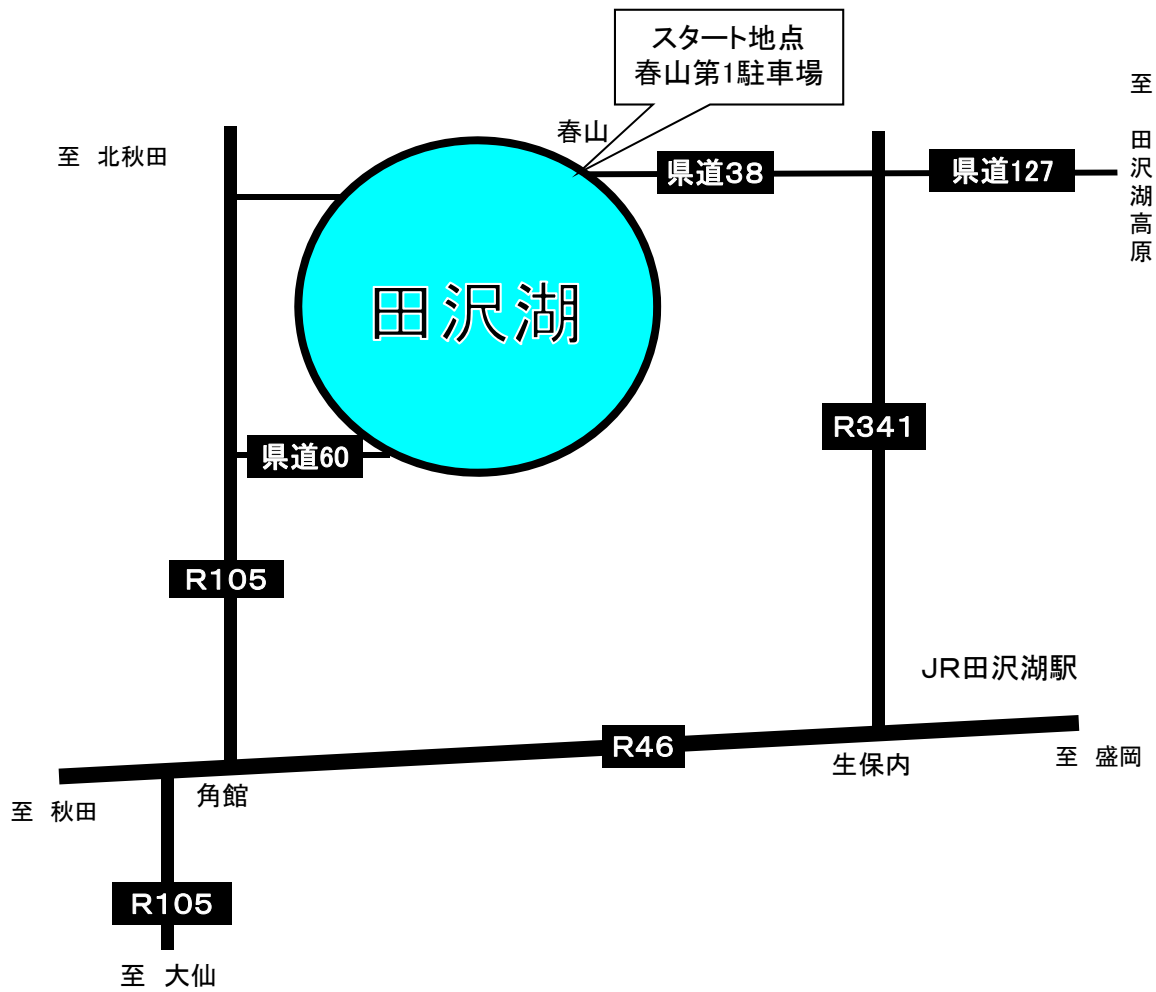 スタート地点
春山第1駐車場
至 田沢湖高原
春山
至 北秋田
県道38
県道127
田沢湖
R341
県道60
R105
JR田沢湖駅
R46
生保内
至 盛岡
角館
至 秋田
R105
至 大仙